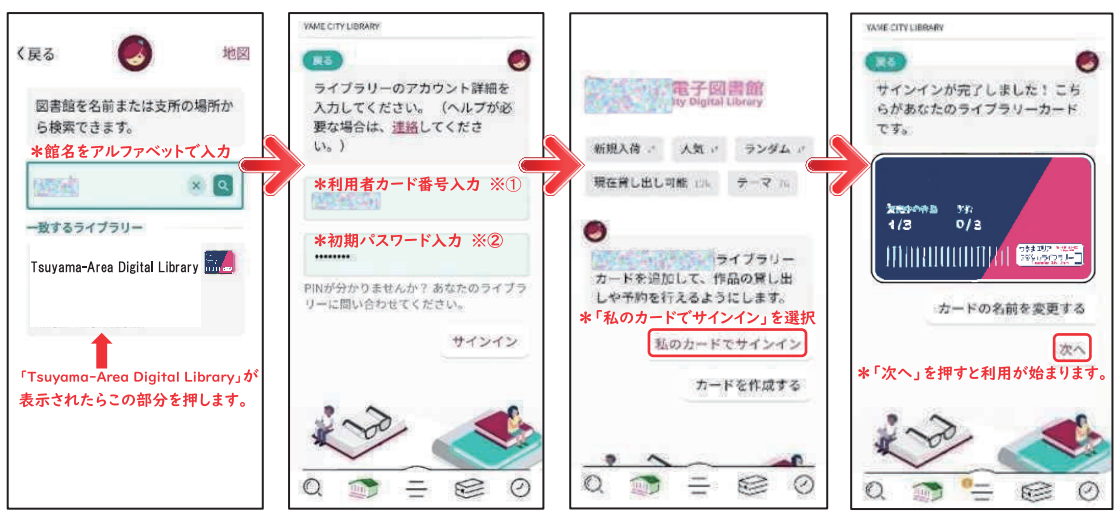 く戻る
地図
図書館を名前または支所の場所か
ら検索できます。
＊館名をアルファベットで入力
一致するライブラリー
Tsuyama-Area Digital Library
「Tsuyama-Area Digital Library」が
表示されたらこの部分を押します。
YAME CITY LIBRARY
戻る
ライブラリーのアカウント詳細を
入力してください。（ヘルプが必
要な場合は、連絡してくださ
い。）
＊利用者カード番号入力 ※①
＊初期パスワード入力 ※②
••••••••
PINが分かりませんか？あなたのライブラ
リーに問い合わせてください。
サインイン
電子図書館
ity Digital Library
新規入荷
人気
ランダム
現在貸し出し可能
テーマ
ライブラリー
カードを追加して、作品の貸し出
しや予約を行えるようにします。
＊「私のカードでサインイン」を選択
私のカードでサインイン
カードを作成する
YAME CITY LIBRARY
戻る
サインインが完了しました！こち
らがあなたのライブラリーカード
です。
1/3
0/3
カードの名前を変更する
次へ
＊「次へ」を押すと利用が始まります。